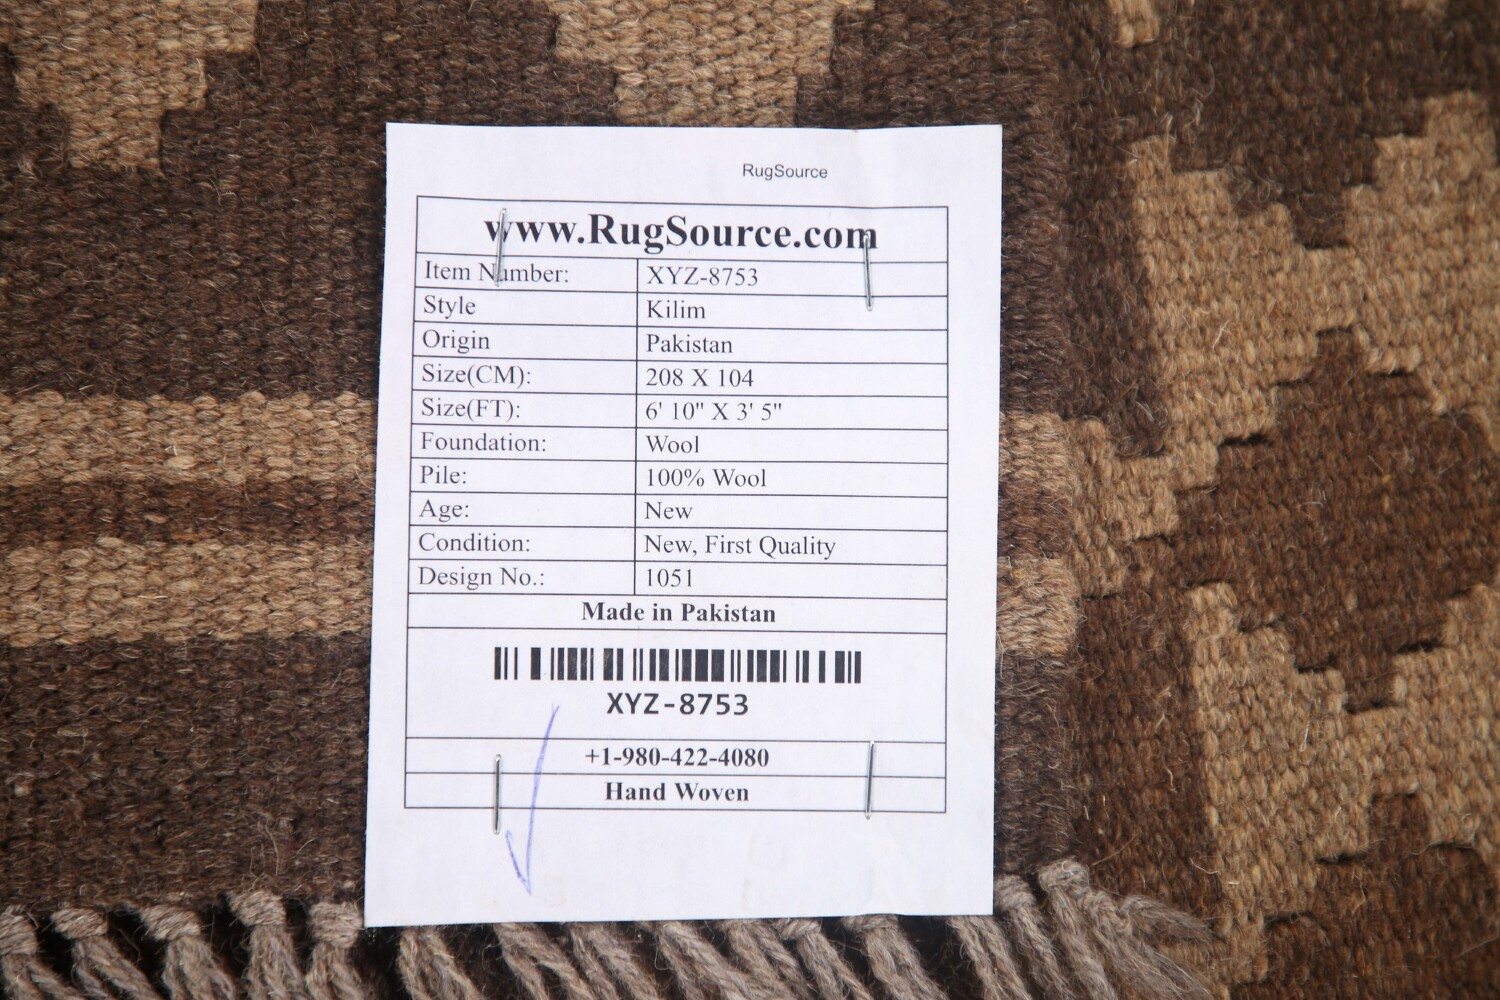 RugSource
www.RugSource.com
Item Number: XYZ-8753
Style Kilim
Origin Pakistan
Size(CM): 208 X 104
Size(FT): 6' 10" X 3' 5"
Foundation: Wool
Pile: 100% Wool
Age: New
Condition: New, First Quality
Design No.: 1051
Made in Pakistan
XYZ-8753
+1-980-422-4080
Hand Woven